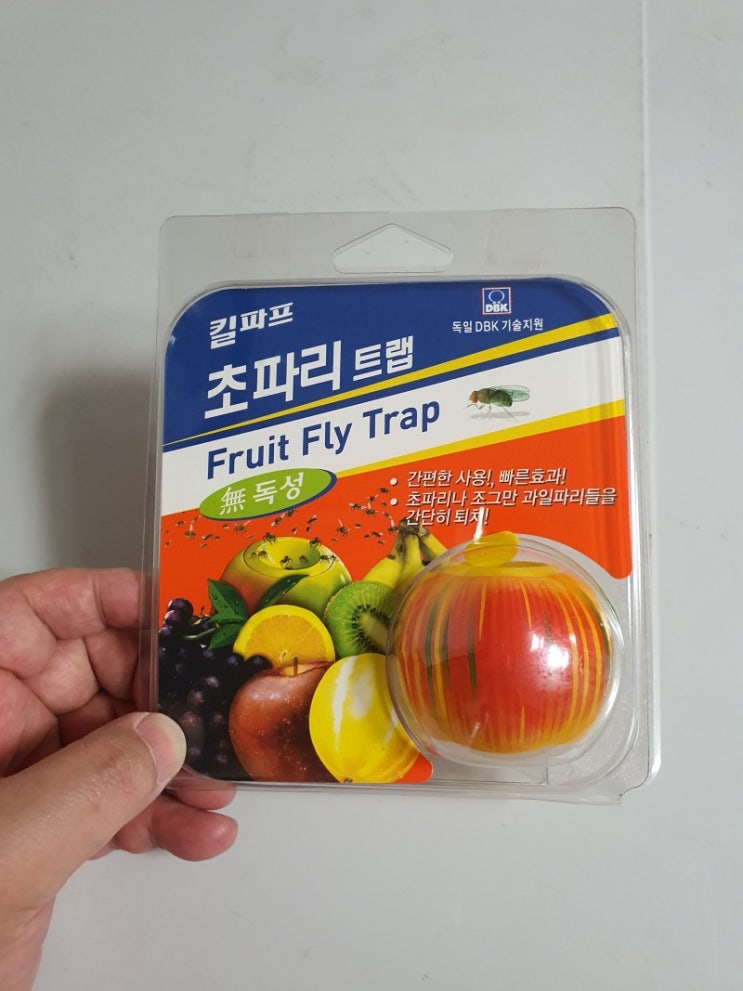 킬파프
DBK
독일 DBK 기술지원
초파리 트랩
Fruit Fly Trap
無 독성
• 간편한 사용!, 빠른효과!
• 초파리나 조그만 과일파리들을
간단히 퇴치!